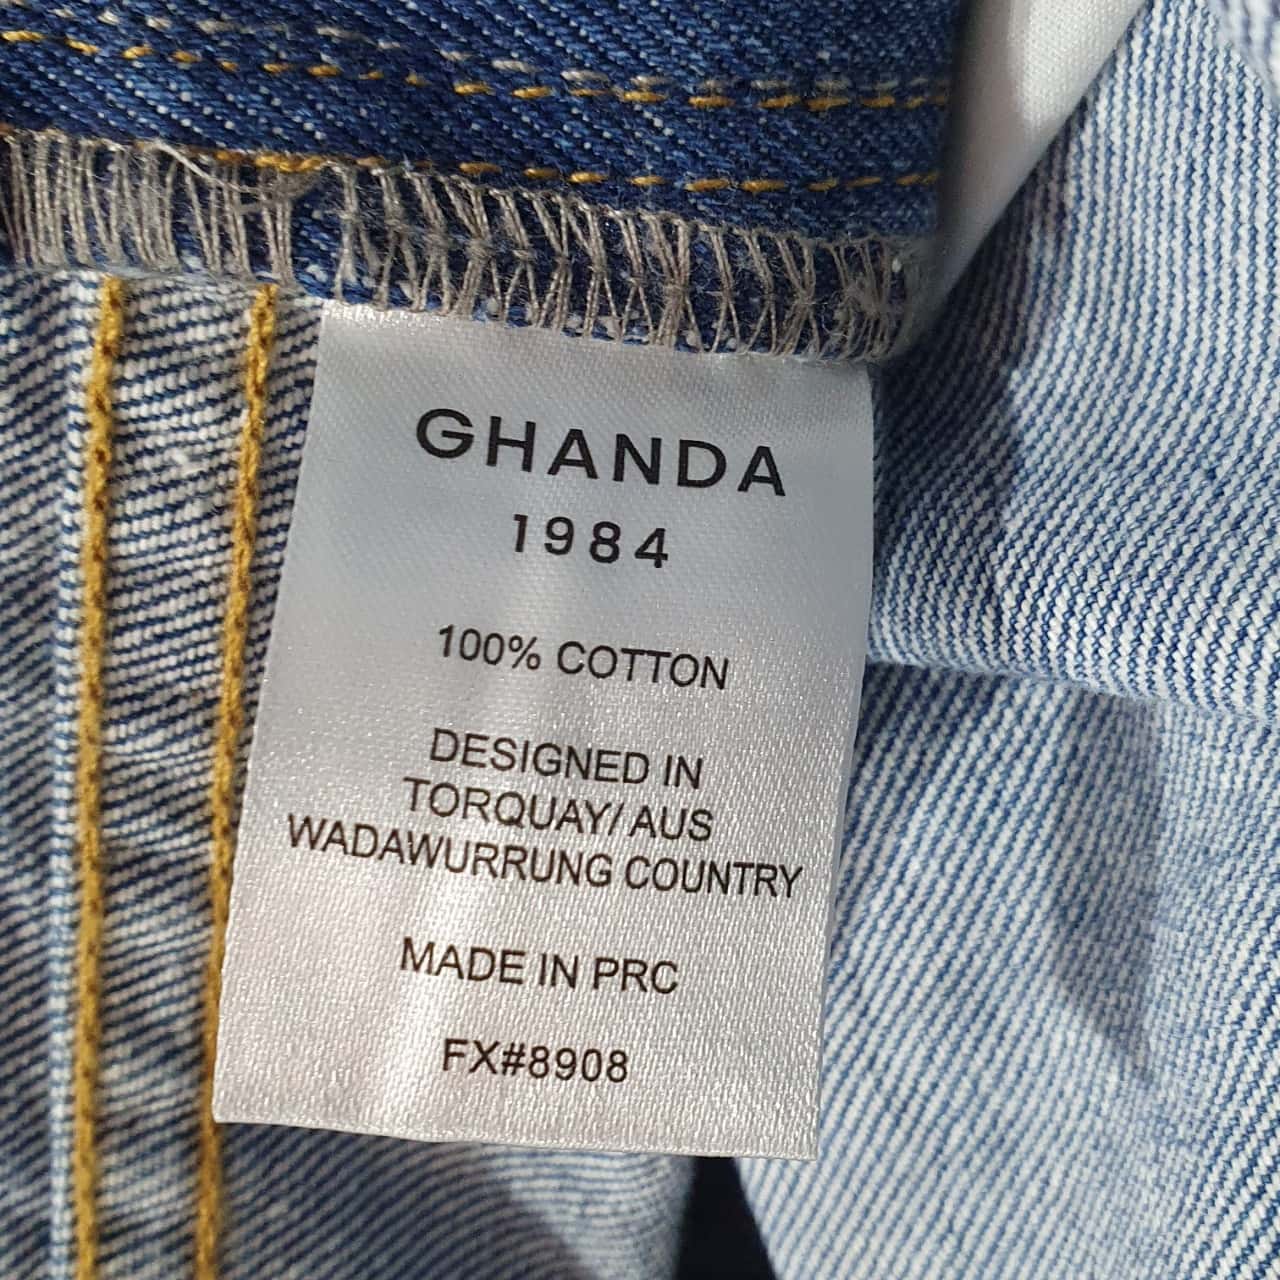 GHANDA
1984
100% COTTON
DESIGNED IN
TORQUAY/ AUS
WADAWURRUNG COUNTRY
MADE IN PRC
FX#8908